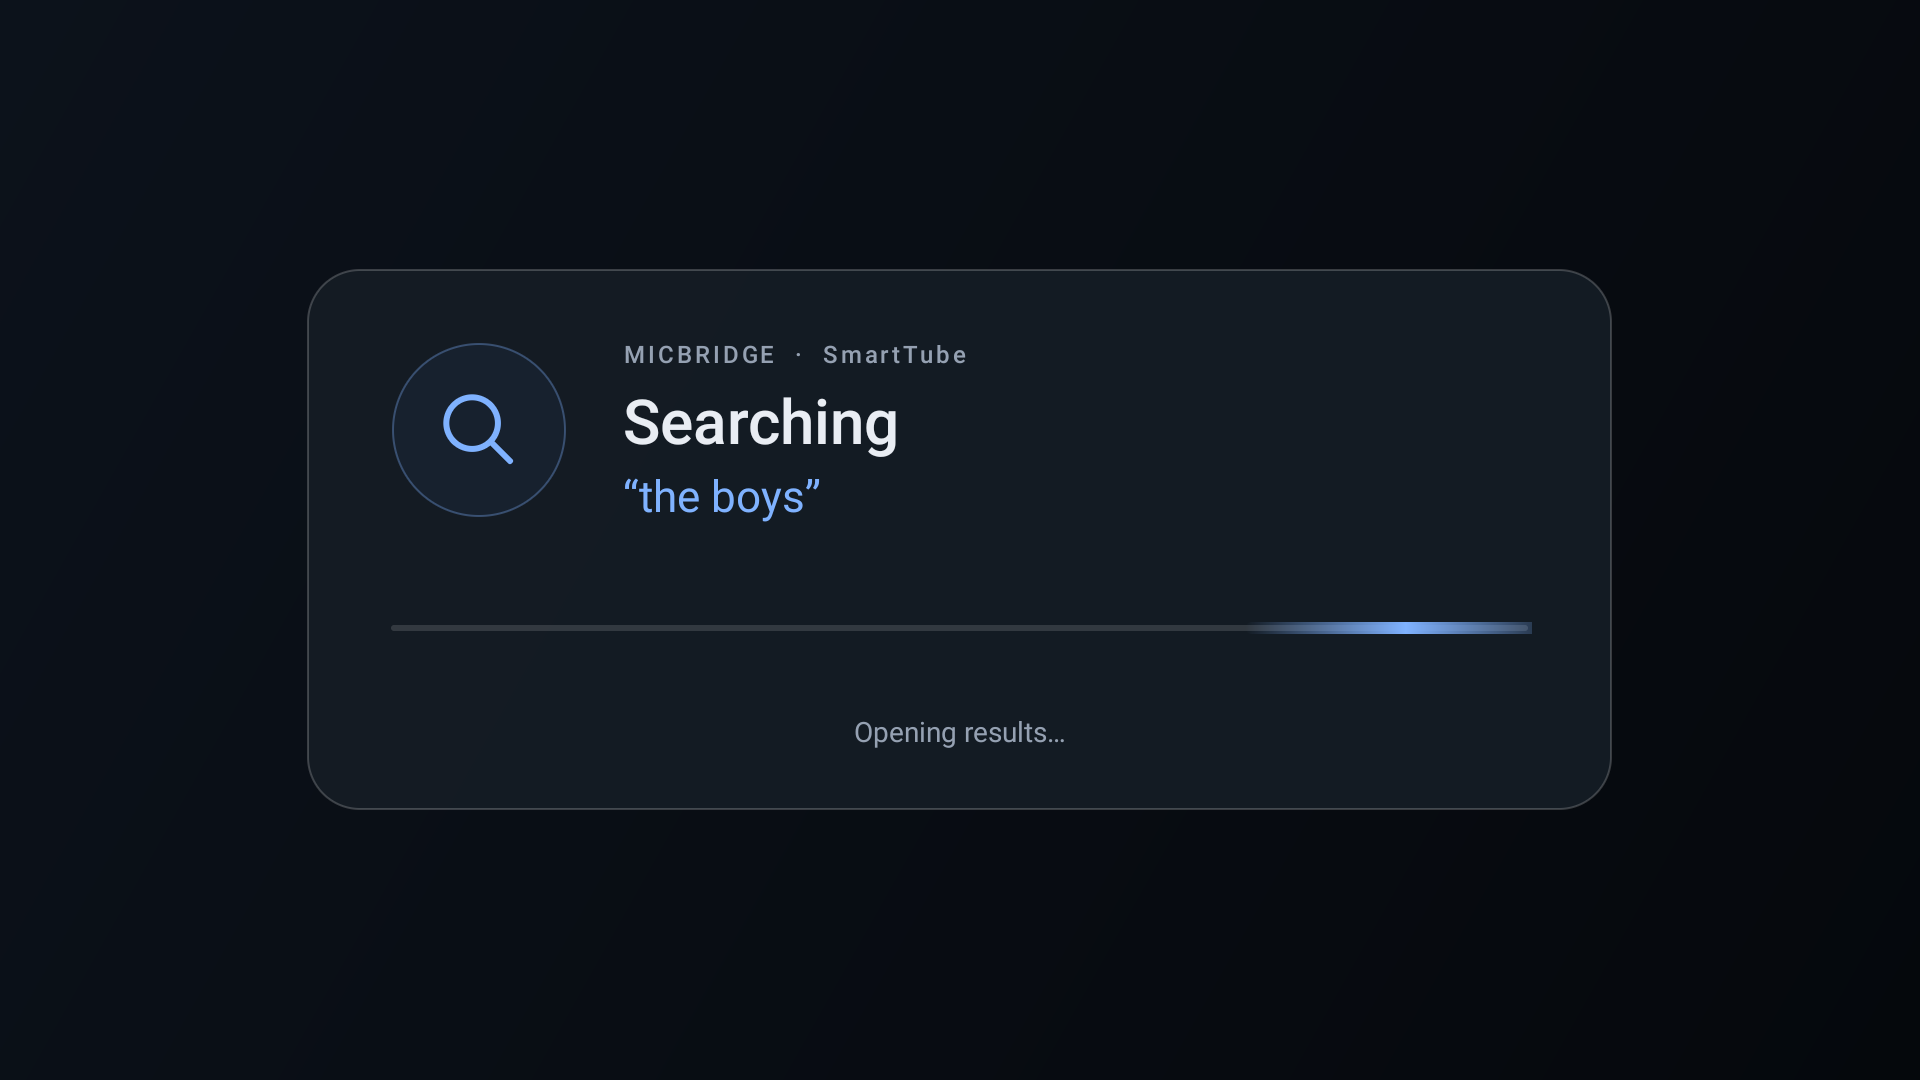 MICBRIDGE · SmartTube
Searching
“the boys”
Opening results…